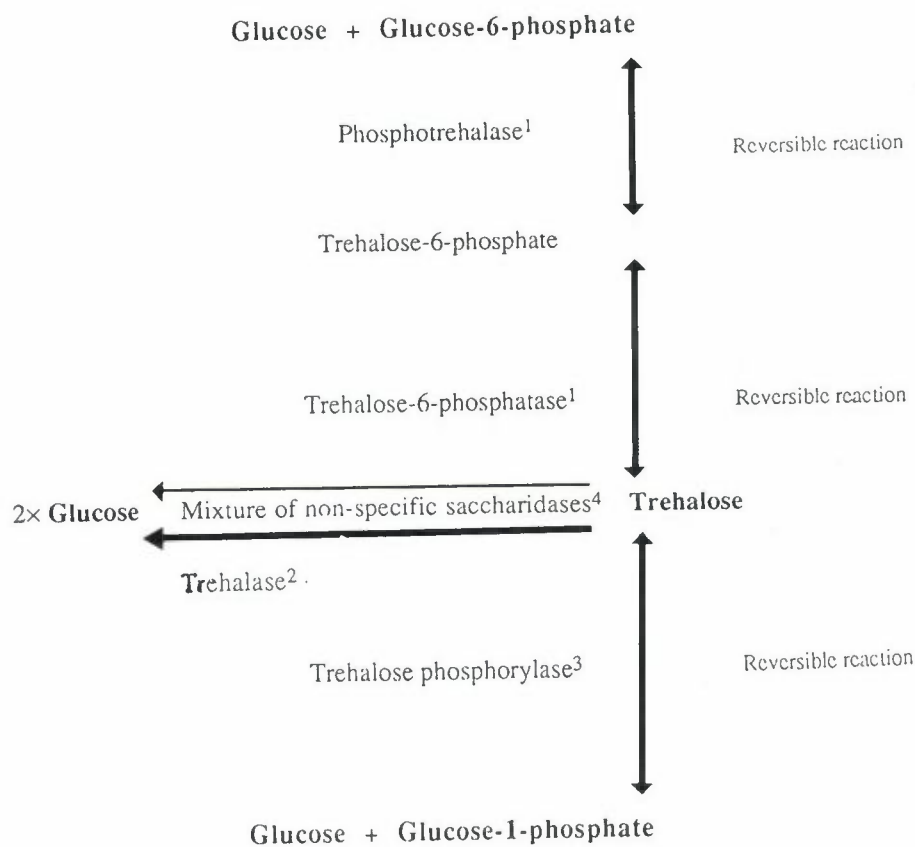 Glucose + Glucose-6-phosphate
Phosphotrehalase¹
Reversible reaction
Trehalose-6-phosphate
Trehalose-6-phosphatase¹
Reversible reaction
2× Glucose Mixture of non-specific saccharidases⁴ Trehalose
Trehalase²
Trehalose phosphorylase³
Reversible reaction
Glucose + Glucose-1-phosphate